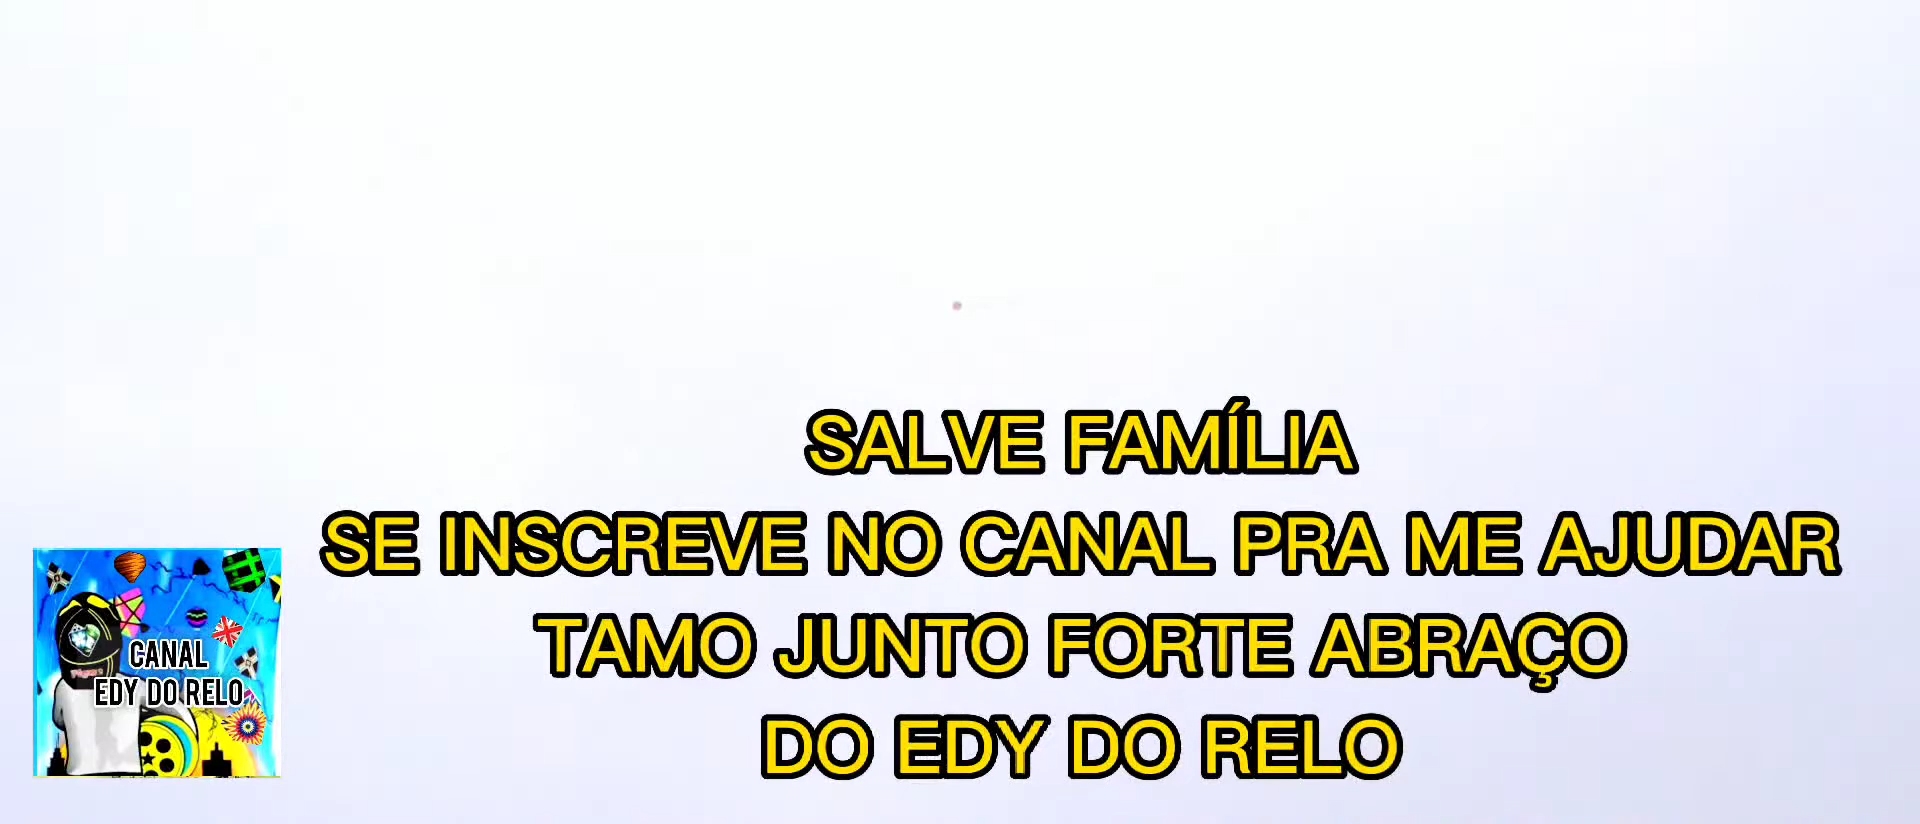 SALVE FAMÍLIA
SE INSCREVE NO CANAL PRA ME AJUDAR
TAMO JUNTO FORTE ABRAÇO
DO EDY DO RELO
CANAL
EDY DO RELO